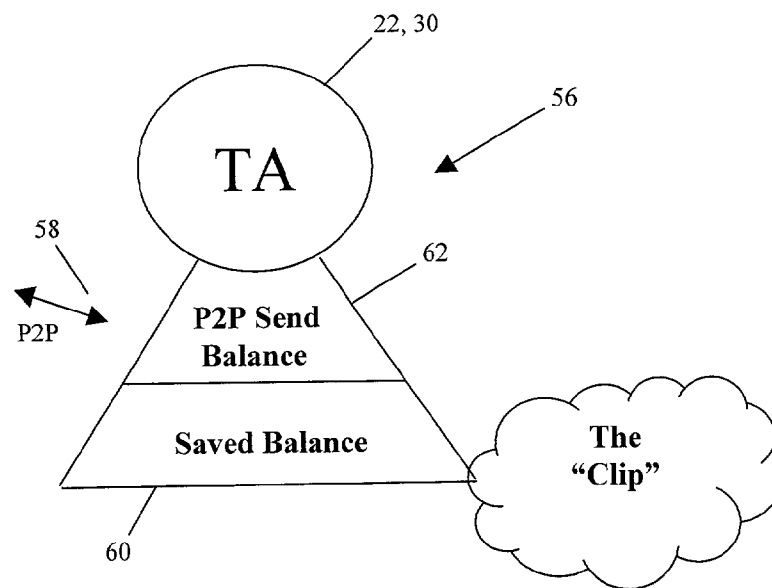 22, 30
56
TA
58
62
P2P
P2P Send
Balance
Saved Balance
The
“Clip”
60